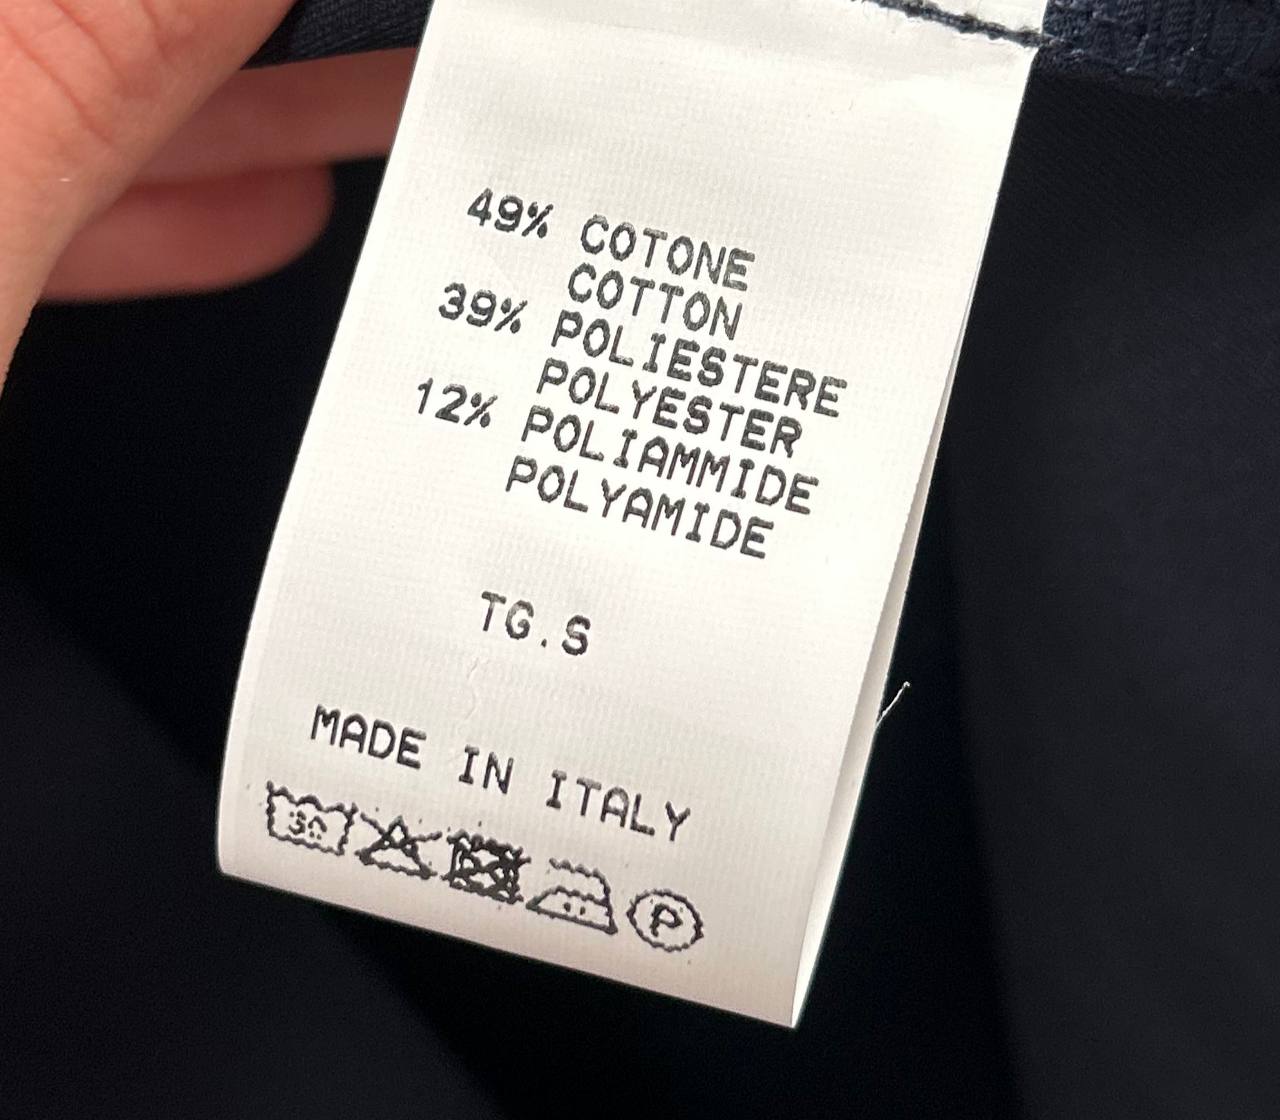 49% COTONE
COTTON
39% POLIESTERE
POLYESTER
12% POLIAMMIDE
POLYAMIDE
TG.S
MADE IN ITALY
30 P